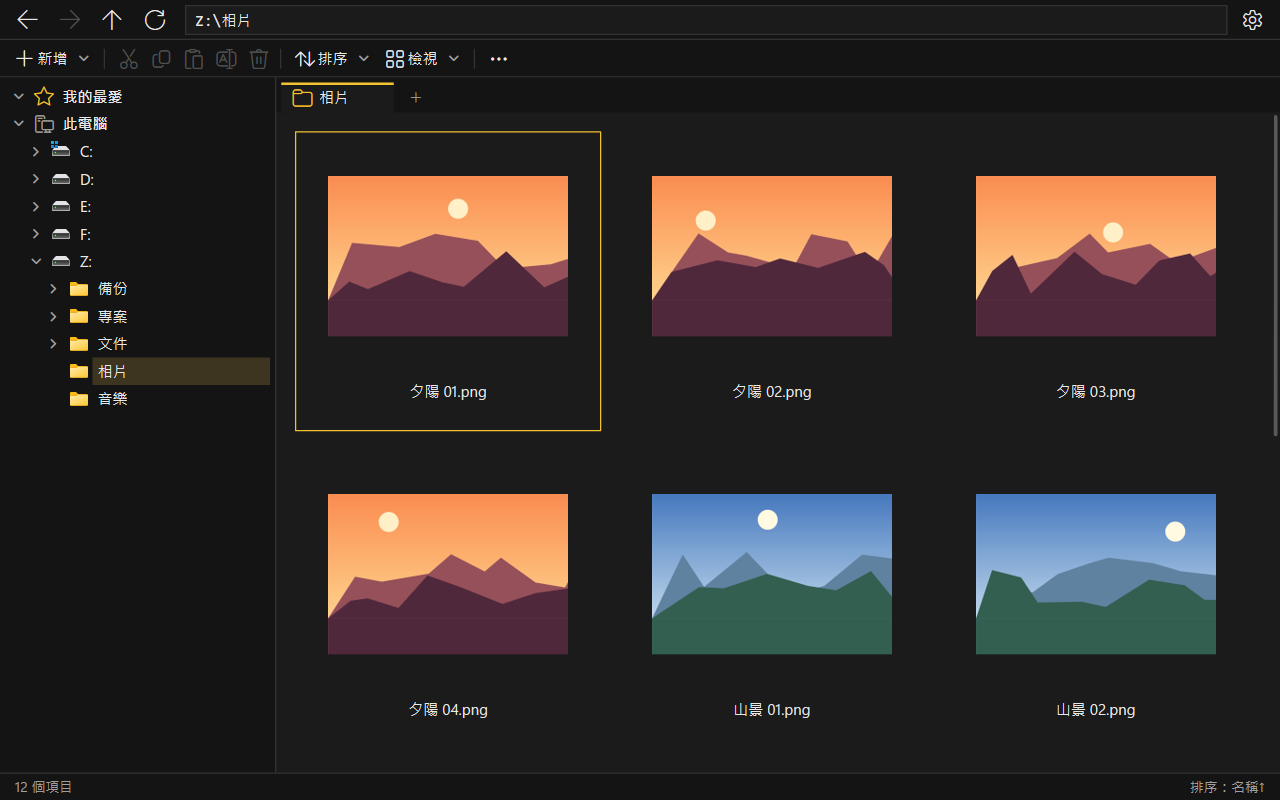 Z:\相片
新增
排序
檢視
我的最愛
此電腦
C:
D:
E:
F:
Z:
備份
專案
文件
相片
音樂
相片
夕陽 01.png
夕陽 02.png
夕陽 03.png
夕陽 04.png
山景 01.png
山景 02.png
12 個項目
排序：名稱↑